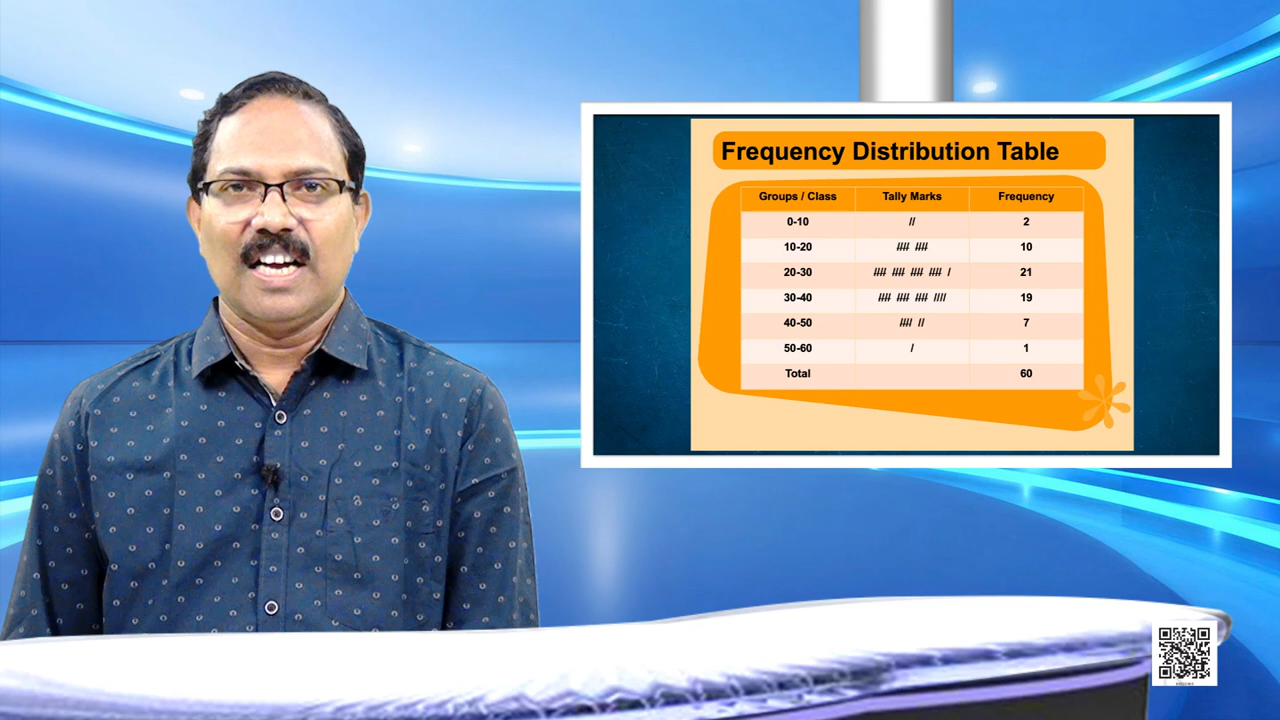 Frequency Distribution Table
Groups / Class Tally Marks Frequency
0-10 // 2
10-20 //// //// 10
20-30 //// //// //// //// / 21
30-40 //// //// //// //// 19
40-50 //// // 7
50-60 / 1
Total 60